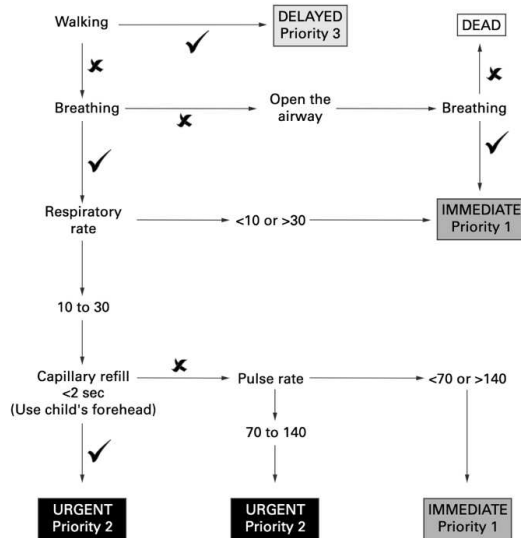 Walking
DELAYED
Priority 3
DEAD
Breathing
Open the
airway
Breathing
Respiratory
rate
<10 or >30
IMMEDIATE
Priority 1
10 to 30
Capillary refill
<2 sec
(Use child's forehead)
Pulse rate
<70 or >140
70 to 140
URGENT
Priority 2
URGENT
Priority 2
IMMEDIATE
Priority 1